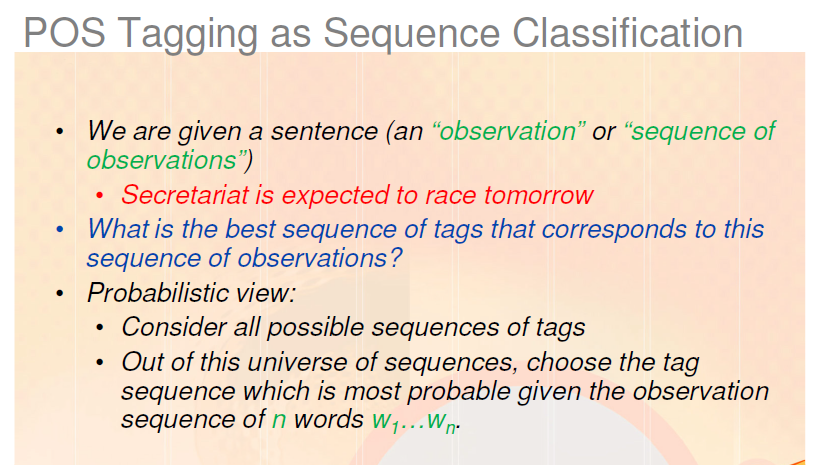 POS Tagging as Sequence Classification
• We are given a sentence (an “observation” or “sequence of
observations”)
• Secretariat is expected to race tomorrow
• What is the best sequence of tags that corresponds to this
sequence of observations?
• Probabilistic view:
• Consider all possible sequences of tags
• Out of this universe of sequences, choose the tag
sequence which is most probable given the observation
sequence of n words w1…wn.